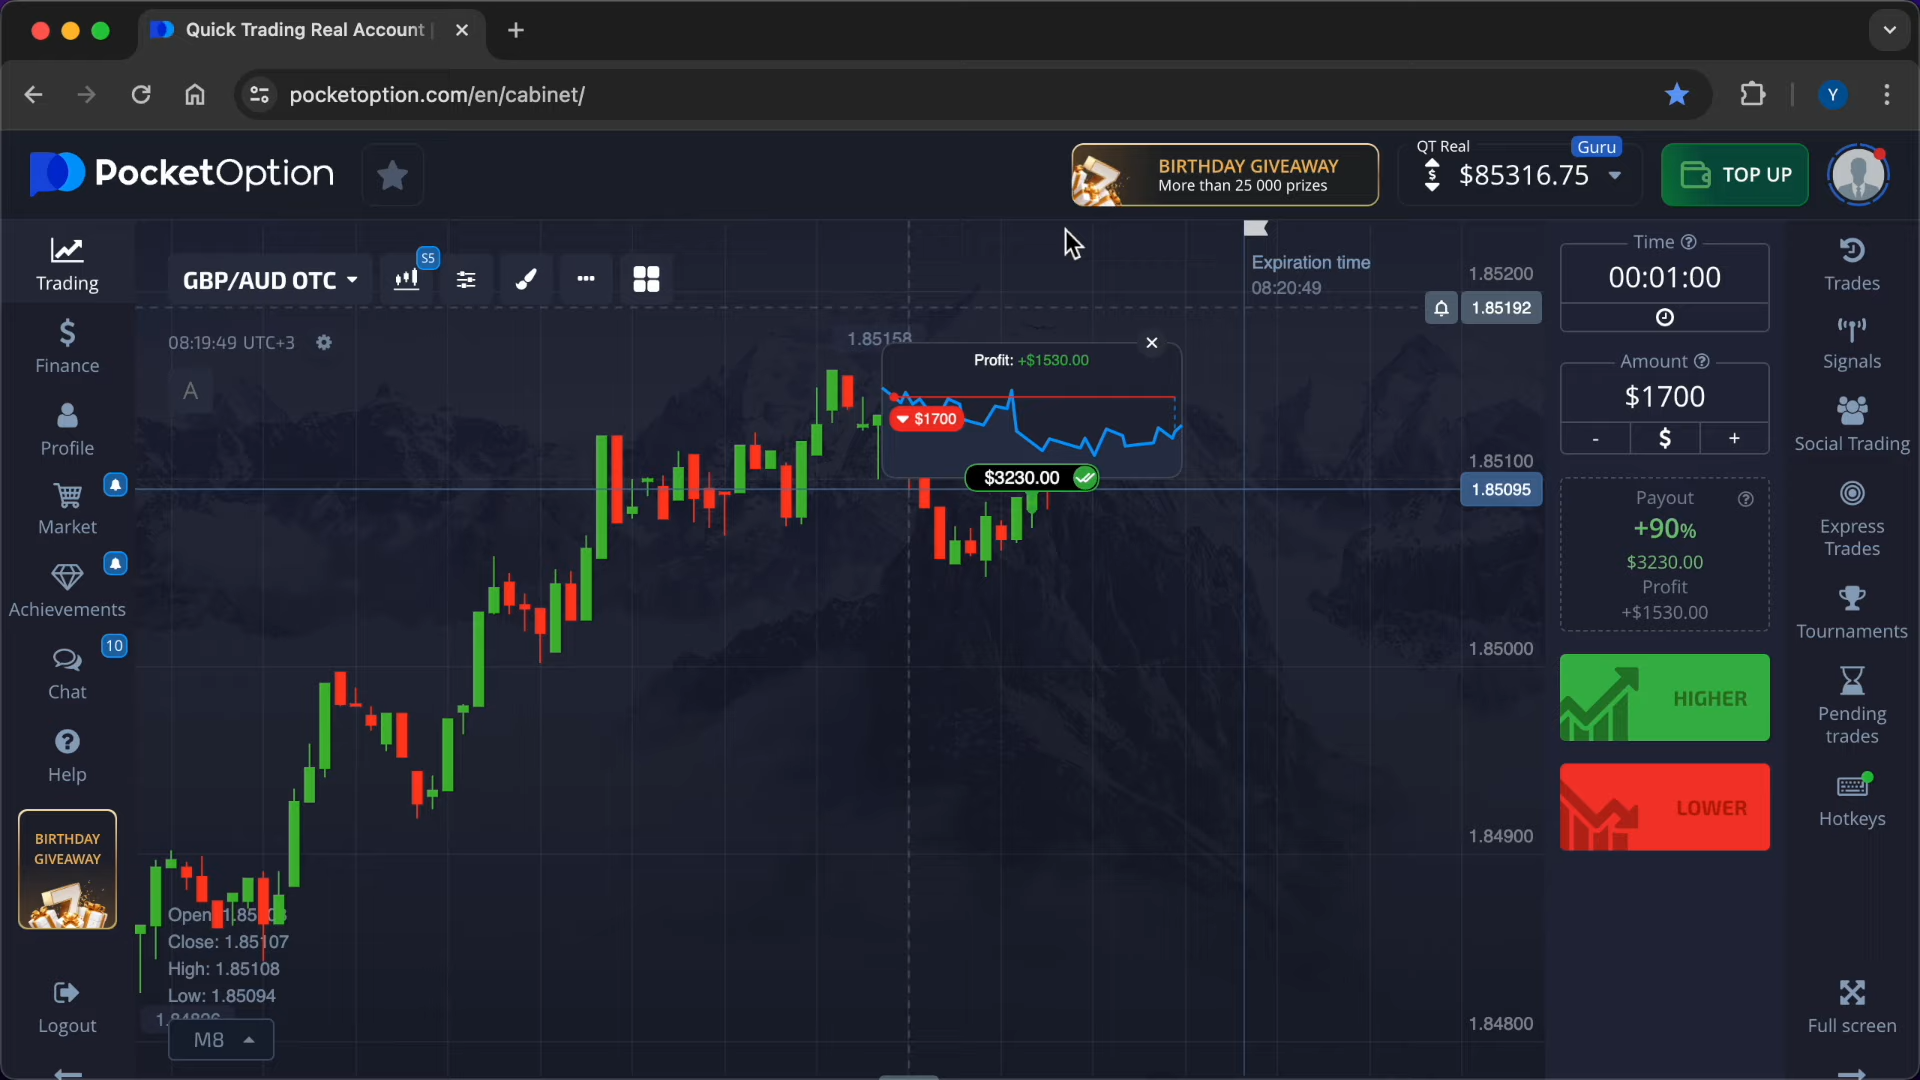 Quick Trading Real Account |
pocketoption.com/en/cabinet/
Y
PocketOption
BIRTHDAY GIVEAWAY
More than 25 000 prizes
QT Real
Guru
$85316.75
TOP UP
Trading
Finance
Profile
Market
Achievements
10
Chat
Help
BIRTHDAY
GIVEAWAY
Logout
GBP/AUD OTC
S5
08:19:49 UTC+3
A
1.85158
Profit: +$1530.00
$1700
$3230.00
Expiration time
08:20:49
1.85200
1.85192
1.85100
1.85095
1.85000
1.84900
1.84800
Open: 1.85
Close: 1.85107
High: 1.85108
Low: 1.85094
M8
Time
00:01:00
Amount
$1700
- $ +
Payout
+90%
$3230.00
Profit
+$1530.00
HIGHER
LOWER
Trades
Signals
Social Trading
Express
Trades
Tournaments
Pending
trades
Hotkeys
Full screen